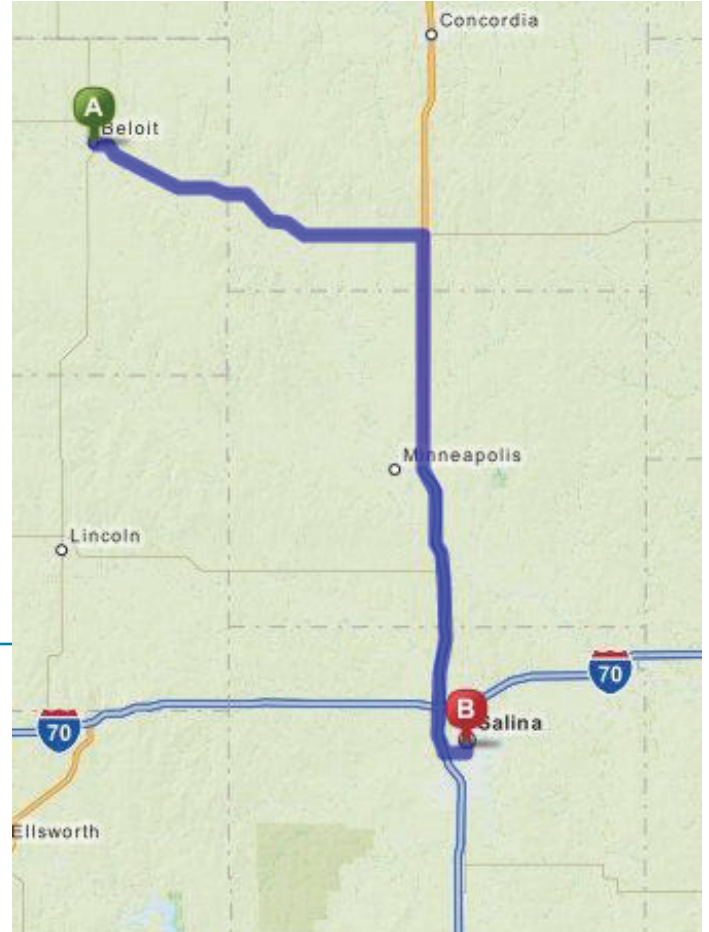 Concordia
A
Beloit
Minneapolis
Lincoln
70
B
Salina
70
Ellsworth